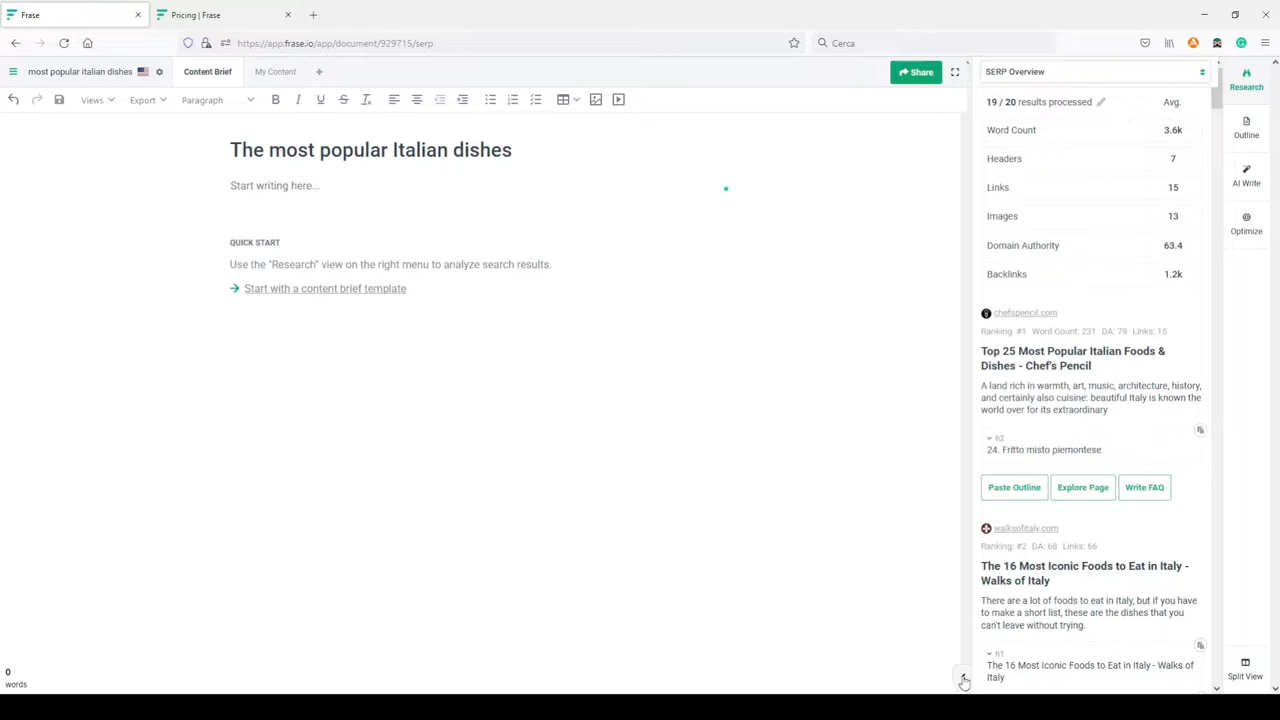 Frase
Pricing | Frase
https://app.frase.io/app/document/929715/serp
Cerca
most popular italian dishes
Content Brief
My Content
Share
SERP Overview
Research
Views
Export
Paragraph
19 / 20 results processed
Avg.
Word Count 3.6k
Headers 7
Links 15
Images 13
Domain Authority 63.4
Backlinks 1.2k
Outline
AI Write
Optimize
The most popular Italian dishes
Start writing here...
QUICK START
Use the "Research" view on the right menu to analyze search results.
Start with a content brief template
chefspencil.com
Ranking: #1 Word Count: 231 DA: 79 Links: 15
Top 25 Most Popular Italian Foods &
Dishes - Chef's Pencil
A land rich in warmth, art, music, architecture, history,
and certainly also cuisine: beautiful Italy is known the
world over for its extraordinary
h2
24. Fritto misto piemontese
Paste Outline
Explore Page
Write FAQ
walksofitaly.com
Ranking: #2 DA: 68 Links: 66
The 16 Most Iconic Foods to Eat in Italy -
Walks of Italy
There are a lot of foods to eat in Italy, but if you have
to make a short list, these are the dishes that you
can't leave without trying.
h1
The 16 Most Iconic Foods to Eat in Italy - Walks of
Italy
0
words
Split View